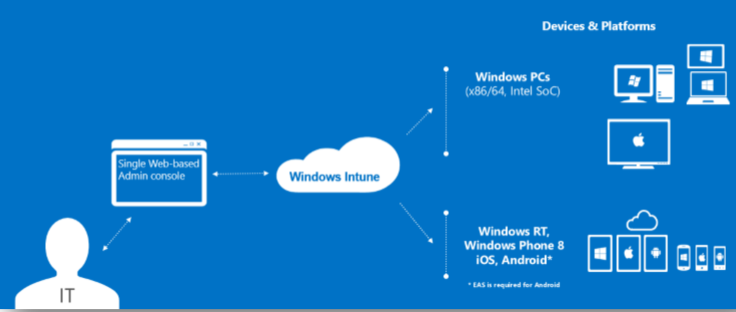 Devices & Platforms
Windows PCs
(x86/64, Intel SoC)
Single Web-based
Admin console
Windows Intune
Windows RT,
Windows Phone 8
iOS, Android*
* EAS is required for Android
IT